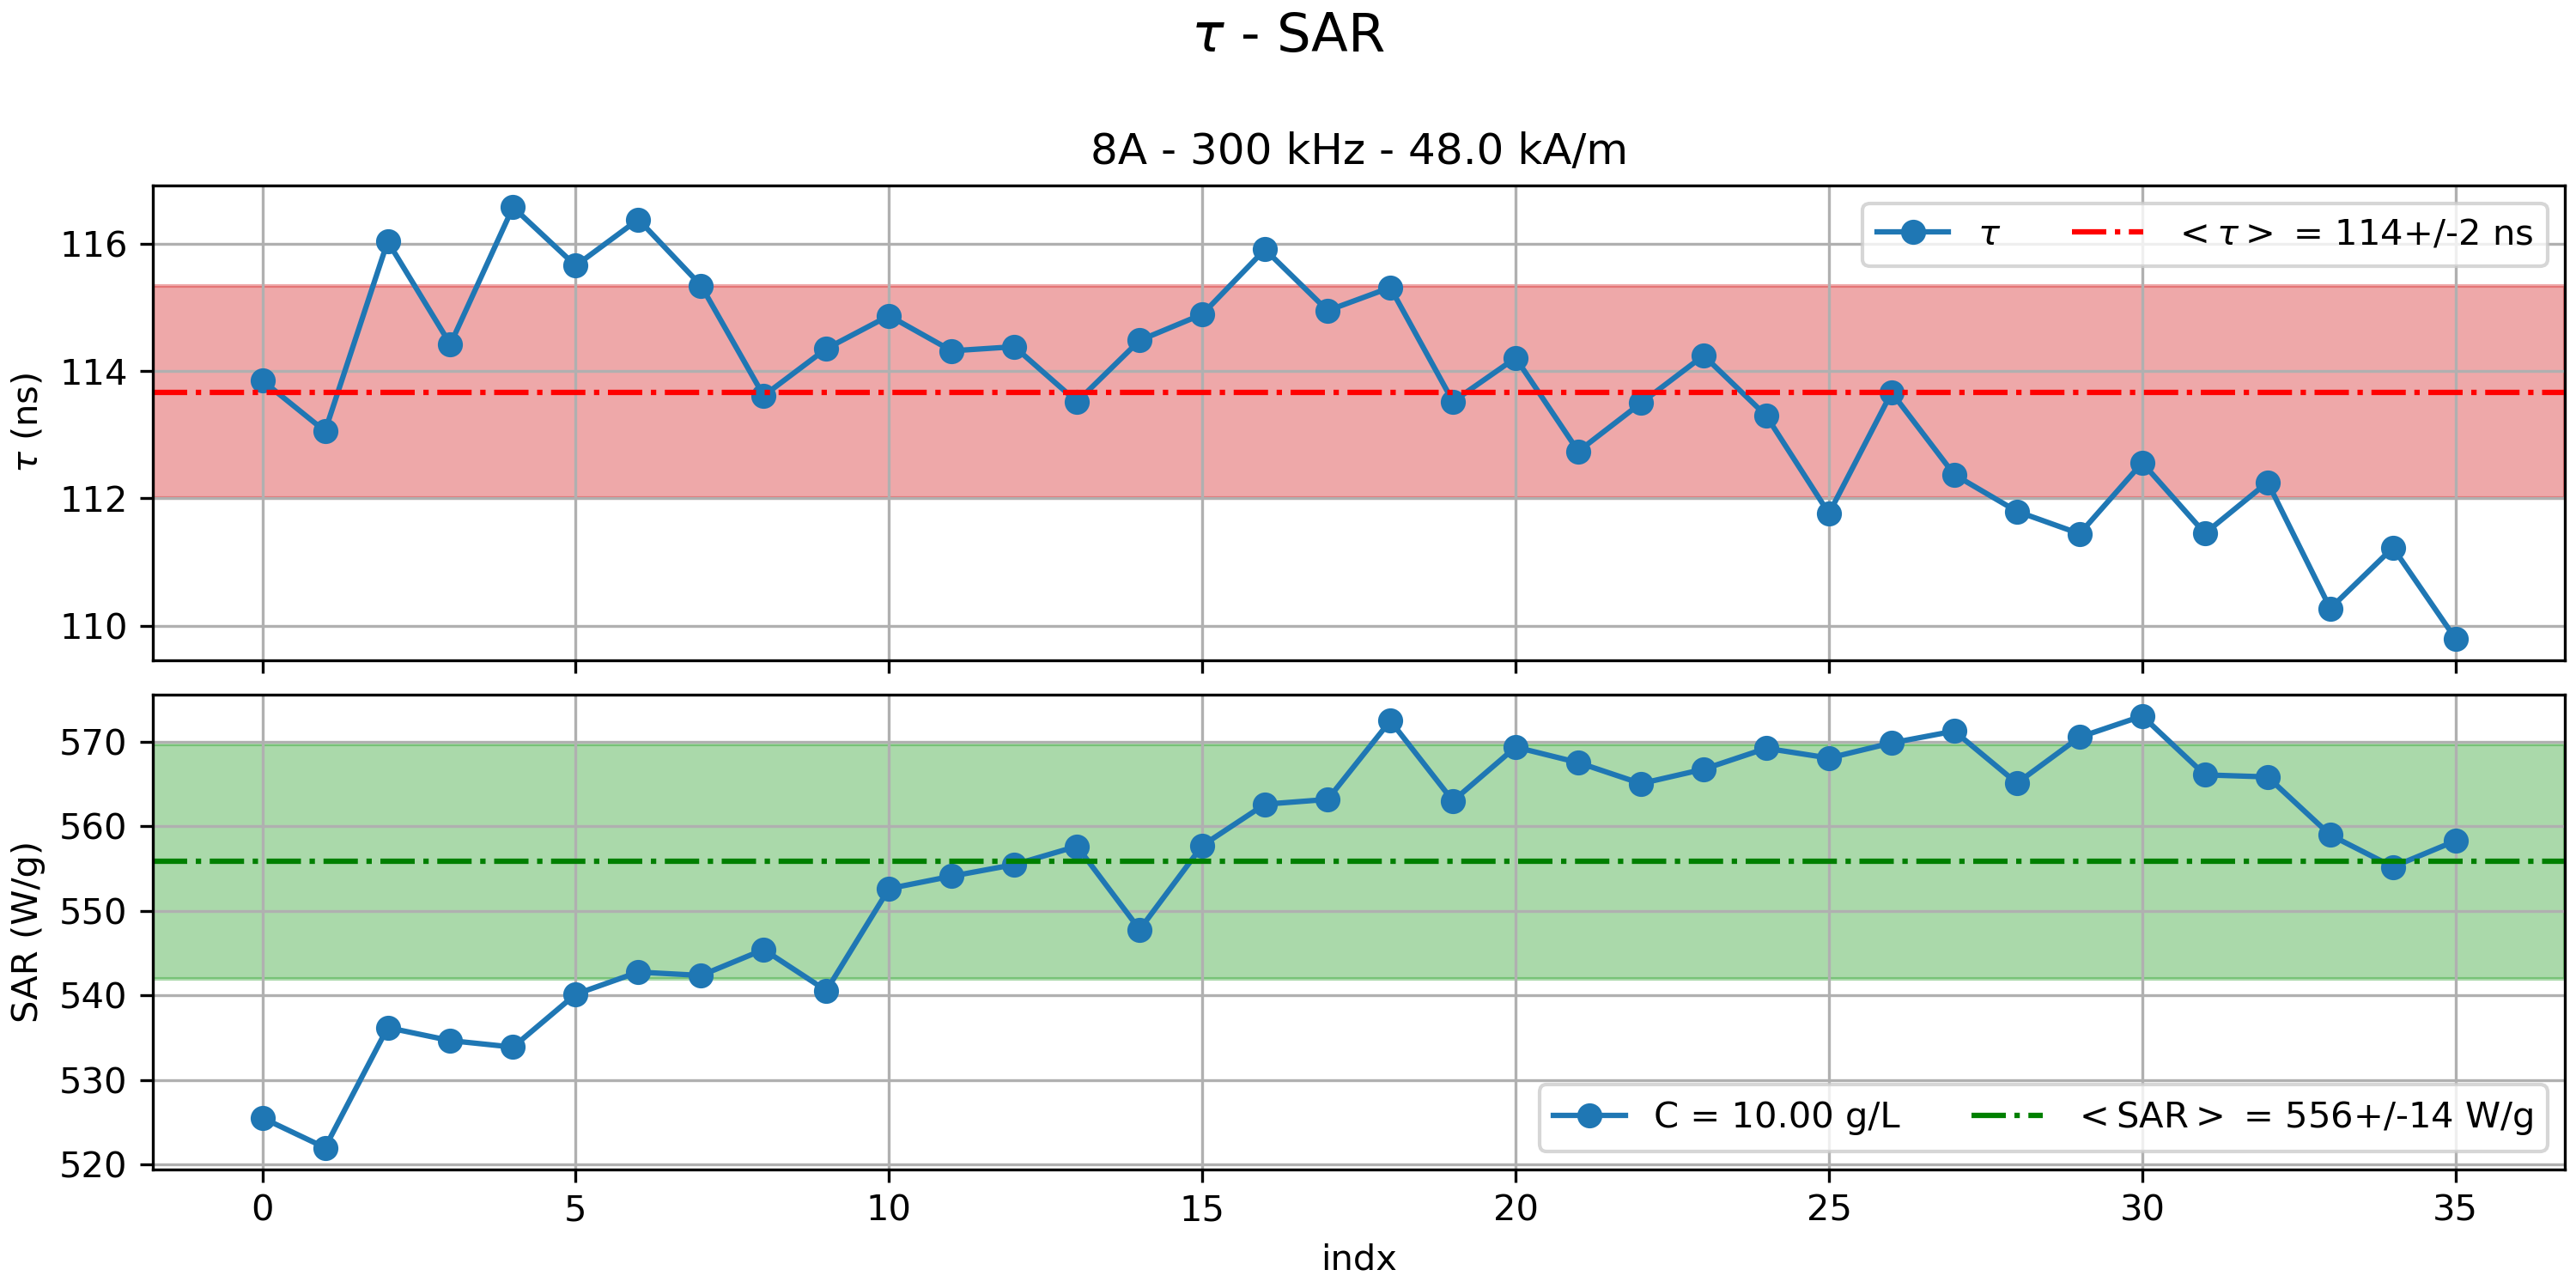 τ - SAR
8A - 300 kHz - 48.0 kA/m
τ (ns)
116
114
112
110
τ
<τ> = 114+/-2 ns
SAR (W/g)
570
560
550
540
530
520
C = 10.00 g/L
<SAR> = 556+/-14 W/g
0 5 10 15 20 25 30 35
indx